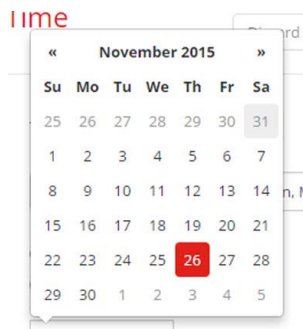 Time
« November 2015 »
Su Mo Tu We Th Fr Sa
25 26 27 28 29 30 31
1 2 3 4 5 6 7
8 9 10 11 12 13 14
15 16 17 18 19 20 21
22 23 24 25 26 27 28
29 30 1 2 3 4 5